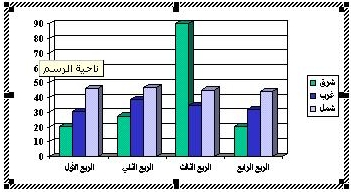 90
80
70
60
50
40
30
20
10
0
ناحية الرسم
الربع الأول
الربع الثاني
الربع الثالث
الربع الرابع
شرق
غرب
شمل